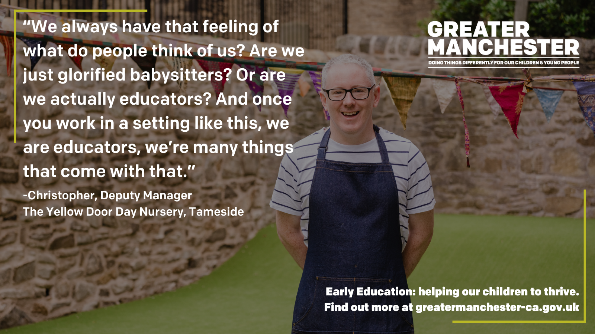 “We always have that feeling of
what do people think of us? Are we
just glorified babysitters? Or are
we actually educators? And once
you work in a setting like this, we
are educators, we’re many things
that come with that.”
-Christopher, Deputy Manager
The Yellow Door Day Nursery, Tameside
GREATER
MANCHESTER
DOING THINGS DIFFERENTLY FOR OUR CHILDREN & YOUNG PEOPLE
Early Education: helping our children to thrive.
Find out more at greatermanchester-ca.gov.uk